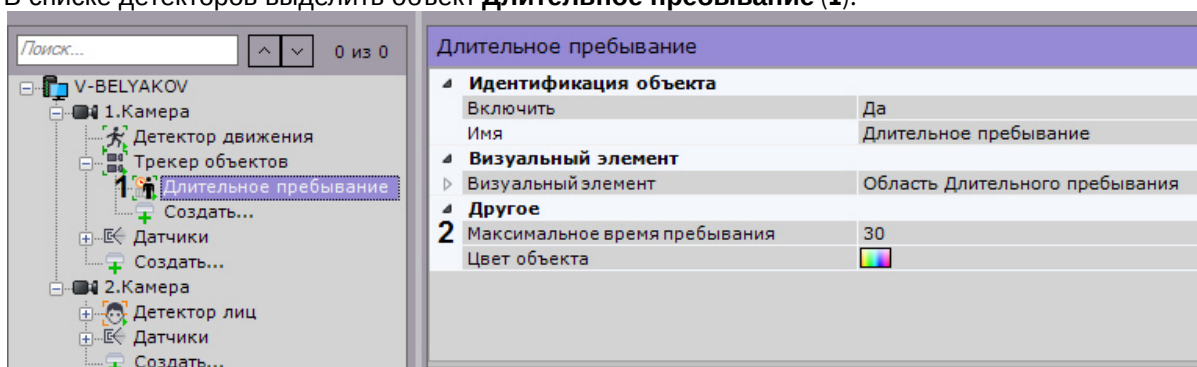 В списке детекторов выделить объект Длительное пребывание (1).
Поиск...
0 из 0
V-BELYAKOV
1.Камера
Детектор движения
Трекер объектов
1 Длительное пребывание
Создать...
Датчики
Создать...
2.Камера
Детектор лиц
Датчики
Создать...
Длительное пребывание
Идентификация объекта
Включить Да
Имя Длительное пребывание
Визуальный элемент
Визуальный элемент Область Длительного пребывания
Другое
2 Максимальное время пребывания 30
Цвет объекта